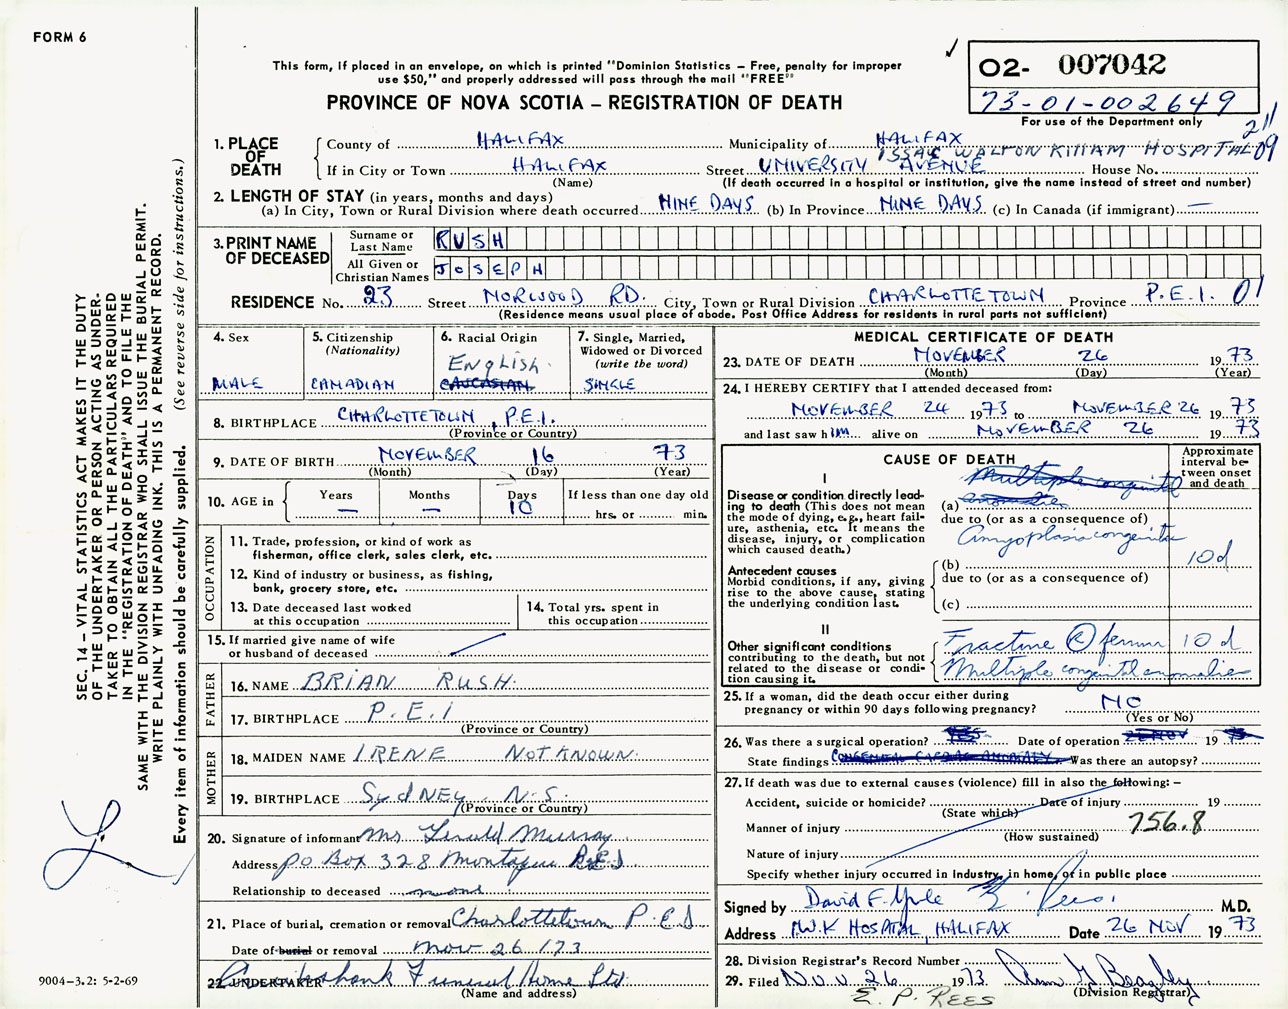 FORM 6
This form, if placed in an envelope, on which is printed "Dominion Statistics – Free, penalty for improper
use $50," and properly addressed will pass through the mail "FREE"
PROVINCE OF NOVA SCOTIA – REGISTRATION OF DEATH
O2- 007042
73-01-002649
For use of the Department only
211
09
1. PLACE OF DEATH
County of HALIFAX Municipality of HALIFAX
ISSAC WALTON KILLAM HOSPITAL
If in City or Town HALIFAX Street UNIVERSITY AVENUE House No.
(Name) (If death occurred in a hospital or institution, give the name instead of street and number)
2. LENGTH OF STAY (in years, months and days)
(a) In City, Town or Rural Division where death occurred NINE DAYS (b) In Province NINE DAYS (c) In Canada (if immigrant) —
3. PRINT NAME OF DECEASED
Surname or Last Name RUSH
All Given or Christian Names JOSEPH
RESIDENCE No. 23 Street NORWOOD RD. City, Town or Rural Division CHARLOTTETOWN Province P.E.I. 01
(Residence means usual place of abode. Post Office Address for residents in rural parts not sufficient)
4. Sex
MALE
5. Citizenship (Nationality)
CANADIAN
6. Racial Origin
English.
CAUCASIAN
7. Single, Married, Widowed or Divorced (write the word)
SINGLE
8. BIRTHPLACE CHARLOTTETOWN, P.E.I.
(Province or Country)
9. DATE OF BIRTH NOVEMBER 16 73
(Month) (Day) (Year)
10. AGE in
Years Months Days If less than one day old
— — 10 hrs. or min.
OCCUPATION
11. Trade, profession, or kind of work as
fisherman, office clerk, sales clerk, etc.
12. Kind of industry or business, as fishing,
bank, grocery store, etc.
13. Date deceased last worked
at this occupation
14. Total yrs. spent in
this occupation
15. If married give name of wife
or husband of deceased
FATHER
16. NAME BRIAN RUSH.
17. BIRTHPLACE P.E.I
(Province or Country)
MOTHER
18. MAIDEN NAME IRENE NOT KNOWN.
19. BIRTHPLACE SYDNEY, N.S.
(Province or Country)
20. Signature of informant Mrs. Gerald Murray
Address PO Box 328 Montague P.E.I
Relationship to deceased none
21. Place of burial, cremation or removal Charlottetown P.E.I
Date of burial or removal Nov 26 /73
22. UNDERTAKER Cruikshank Funeral Home Ltd
(Name and address)
MEDICAL CERTIFICATE OF DEATH
23. DATE OF DEATH NOVEMBER 26 1973
(Month) (Day) (Year)
24. I HEREBY CERTIFY that I attended deceased from:
NOVEMBER 24 1973 to NOVEMBER 26 1973
and last saw him alive on NOVEMBER 26 1973
CAUSE OF DEATH
Approximate interval between onset and death
I
Disease or condition directly leading
to death (This does not mean
the mode of dying, e.g., heart failure,
asthenia, etc. It means the
disease, injury, or complication
which caused death.)
Multiple congenital
(a) anomalies
due to (or as a consequence of)
Amyoplasia congenita
(b) 10d
due to (or as a consequence of)
(c)
Antecedent causes
Morbid conditions, if any, giving
rise to the above cause, stating
the underlying condition last.
II
Other significant conditions
contributing to the death, but not
related to the disease or condition
causing it.
Fracture femur 10 d
Multiple congenital anomalies
25. If a woman, did the death occur either during
pregnancy or within 90 days following pregnancy? NO
(Yes or No)
26. Was there a surgical operation? YES Date of operation NOV 19 73
State findings CONGENITAL CARDIAC ANOMALY Was there an autopsy?
27. If death was due to external causes (violence) fill in also the following: –
Accident, suicide or homicide? Date of injury 19
(State which)
Manner of injury 756.8
(How sustained)
Nature of injury
Specify whether injury occurred in Industry, in home, or in public place
Signed by David F. M.D.
Address I.W.K HOSPITAL, HALIFAX Date 26 NOV 1973
28. Division Registrar's Record Number
29. Filed Nov 26 1973 Ann G Beazley
(Division Registrar)
E. P. REES
SEC. 14 – VITAL STATISTICS ACT MAKES IT THE DUTY
OF THE UNDERTAKER OR PERSON ACTING AS UNDERTAKER
TO OBTAIN ALL THE PARTICULARS REQUIRED
IN THE "REGISTRATION OF DEATH" AND TO FILE THE
SAME WITH THE DIVISION REGISTRAR WHO SHALL ISSUE THE BURIAL PERMIT.
WRITE PLAINLY WITH UNFADING INK. THIS IS A PERMANENT RECORD.
Every item of information should be carefully supplied. (See reverse side for instructions.)
9004-3.2: 5-2-69